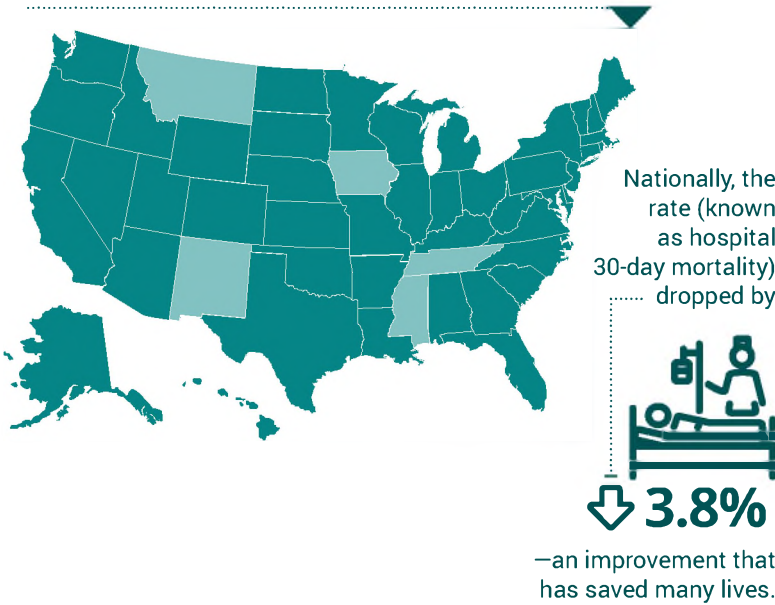 Nationally, the
rate (known
as hospital
30-day mortality)
dropped by
3.8%
—an improvement that
has saved many lives.